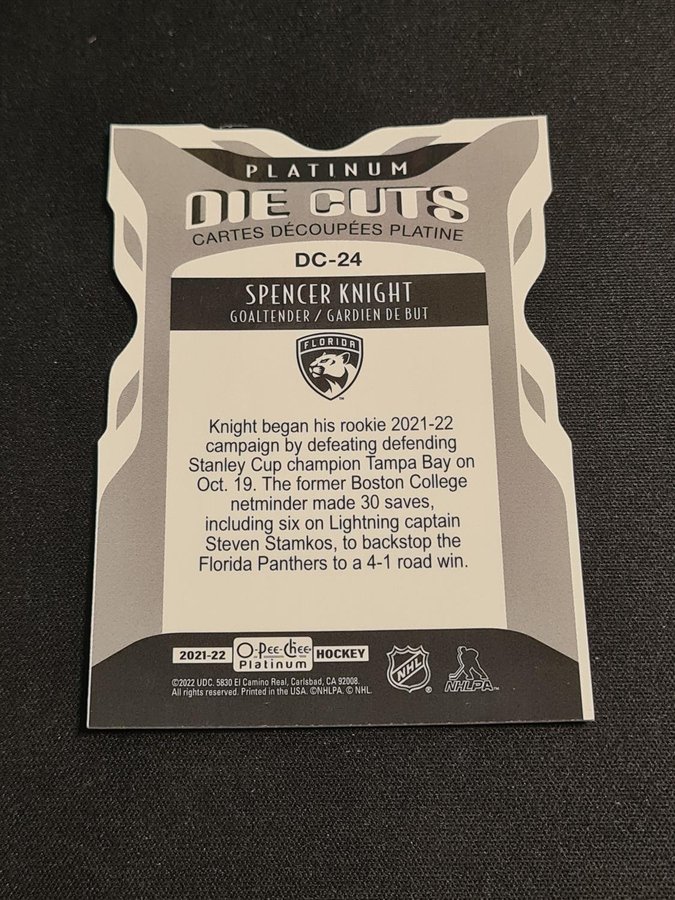 PLATINUM
DIE CUTS
CARTES DÉCOUPÉES PLATINE
DC-24
SPENCER KNIGHT
GOALTENDER / GARDIEN DE BUT
FLORIDA
Knight began his rookie 2021-22
campaign by defeating defending
Stanley Cup champion Tampa Bay on
Oct. 19. The former Boston College
netminder made 30 saves,
including six on Lightning captain
Steven Stamkos, to backstop the
Florida Panthers to a 4-1 road win.
2021-22 O-Pee-Chee Platinum HOCKEY
NHL
NHLPA
©2022 UDC. 5830 El Camino Real, Carlsbad, CA 92008.
All rights reserved. Printed in the USA. ©NHLPA. © NHL.